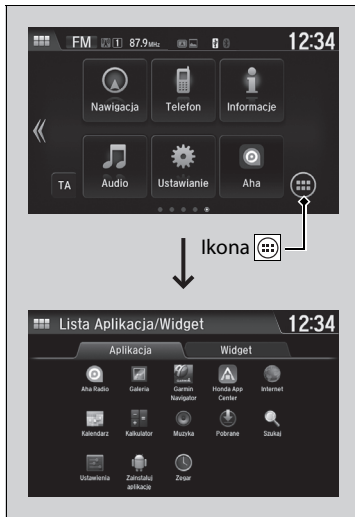 FM 1 87.9MHz 12:34
Nawigacja Telefon Informacje
TA Audio Ustawianie Aha
Ikona
Lista Aplikacja/Widget 12:34
Aplikacja Widget
Aha Radio Galeria Garmin Navigator Honda App Center Internet
Kalendarz Kalkulator Muzyka Pobrane Szukaj
Ustawienia Zainstaluj aplikację Zegar